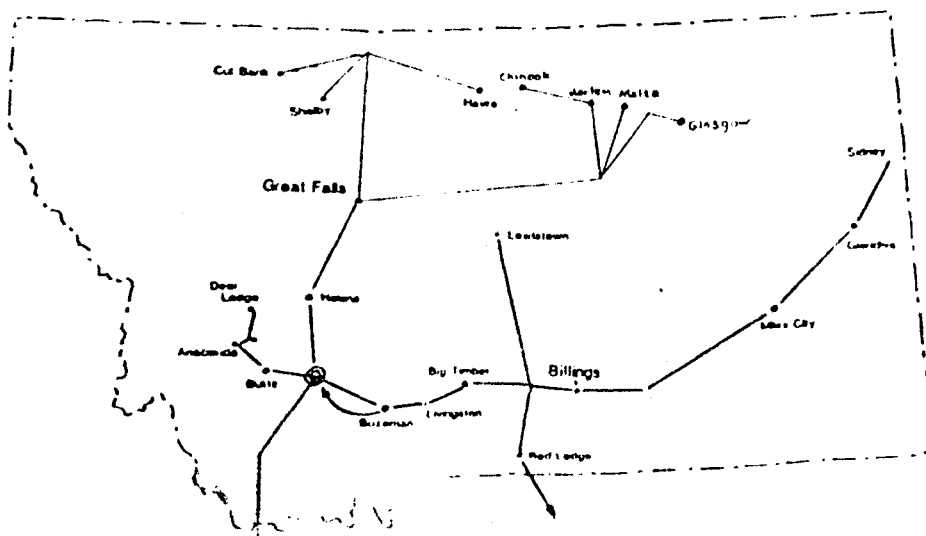 Cut Bank
Shelby
Havre
Chinook
Harlem
Malta
Glasgow
Sidney
Great Falls
Lewistown
Glendive
Deer
Lodge
Helena
Miles City
Anaconda
Butte
Big Timber
Billings
Livingston
Bozeman
Red Lodge